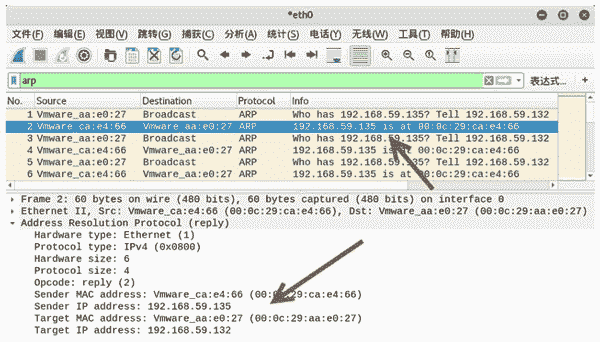 *eth0
文件(F) 编辑(E) 视图(V) 跳转(G) 捕获(C) 分析(A) 统计(S) 电话(Y) 无线(W) 工具(T) 帮助(H)
arp 表达式… +
No. Source Destination Protocol Info
1 Vmware_aa:e0:27 Broadcast ARP Who has 192.168.59.135? Tell 192.168.59.132
2 Vmware_ca:e4:66 Vmware_aa:e0:27 ARP 192.168.59.135 is at 00:0c:29:ca:e4:66
3 Vmware_aa:e0:27 Broadcast ARP Who has 192.168.59.135? Tell 192.168.59.132
4 Vmware_ca:e4:66 Vmware_aa:e0:27 ARP 192.168.59.135 is at 00:0c:29:ca:e4:66
5 Vmware_aa:e0:27 Broadcast ARP Who has 192.168.59.135? Tell 192.168.59.132
6 Vmware_ca:e4:66 Vmware_aa:e0:27 ARP 192.168.59.135 is at 00:0c:29:ca:e4:66
Frame 2: 60 bytes on wire (480 bits), 60 bytes captured (480 bits) on interface 0
Ethernet II, Src: Vmware_ca:e4:66 (00:0c:29:ca:e4:66), Dst: Vmware_aa:e0:27 (00:0c:29:aa:e0:27)
Address Resolution Protocol (reply)
Hardware type: Ethernet (1)
Protocol type: IPv4 (0x0800)
Hardware size: 6
Protocol size: 4
Opcode: reply (2)
Sender MAC address: Vmware_ca:e4:66 (00:0c:29:ca:e4:66)
Sender IP address: 192.168.59.135
Target MAC address: Vmware_aa:e0:27 (00:0c:29:aa:e0:27)
Target IP address: 192.168.59.132